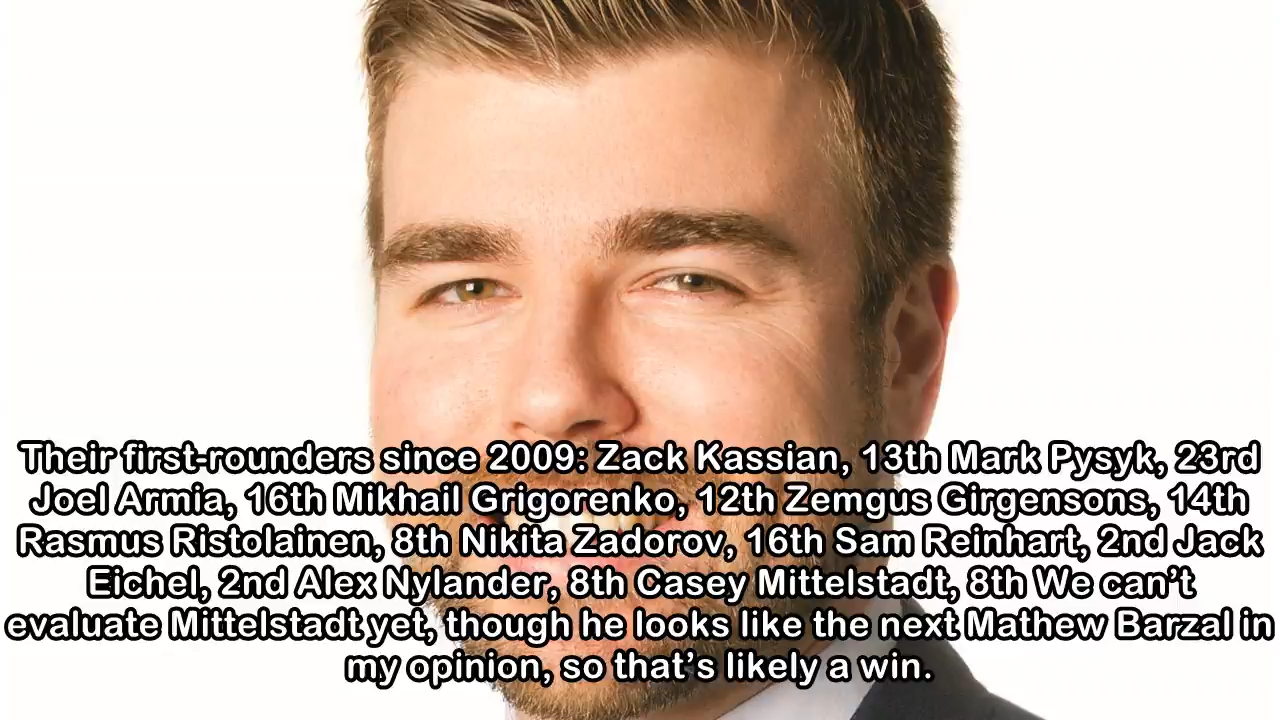 Their first-rounders since 2009: Zack Kassian, 13th Mark Pysyk, 23rd
Joel Armia, 16th Mikhail Grigorenko, 12th Zemgus Girgensons, 14th
Rasmus Ristolainen, 8th Nikita Zadorov, 16th Sam Reinhart, 2nd Jack
Eichel, 2nd Alex Nylander, 8th Casey Mittelstadt, 8th We can’t
evaluate Mittelstadt yet, though he looks like the next Mathew Barzal in
my opinion, so that’s likely a win.